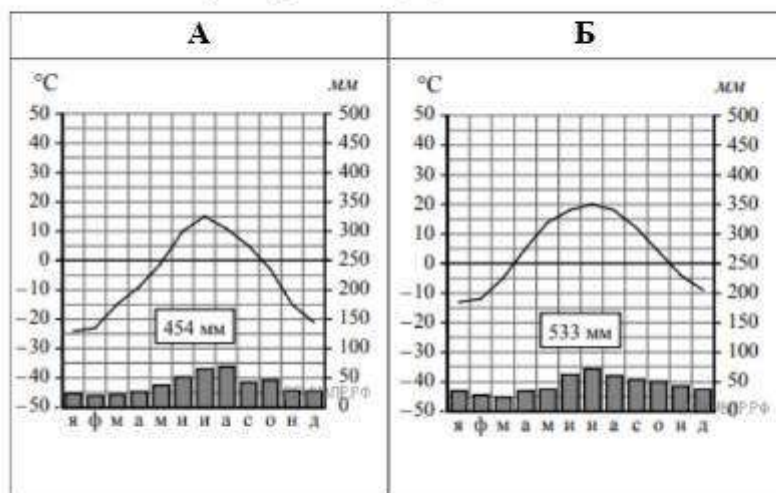 А Б
°C мм °C мм
50 500 50 500
40 450 40 450
30 400 30 400
20 350 20 350
10 300 10 300
0 250 0 250
–10 200 –10 200
–20 150 –20 150
–30 100 –30 100
–40 50 –40 50
–50 0 –50 0
454 мм 533 мм
я ф м а м и и а с о н д я ф м а м и и а с о н д